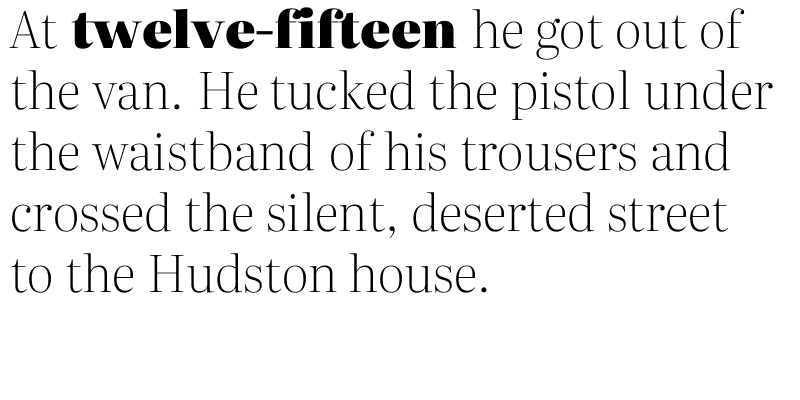 At twelve-fifteen he got out of
the van. He tucked the pistol under
the waistband of his trousers and
crossed the silent, deserted street
to the Hudston house.